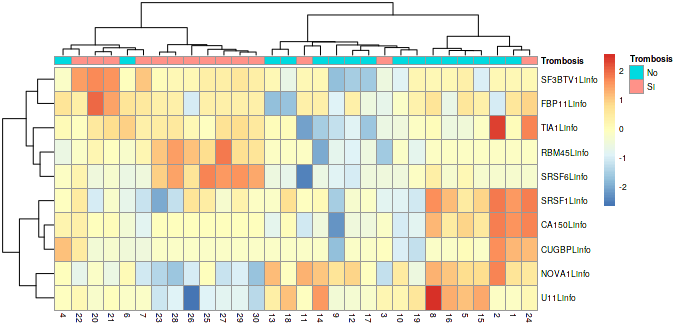 Trombosis
SF3BTV1Linfo
FBP11Linfo
TIA1Linfo
RBM45Linfo
SRSF6Linfo
SRSF1Linfo
CA150Linfo
CUGBPLinfo
NOVA1Linfo
U11Linfo
4 22 20 21 6 7 23 28 26 25 27 29 30 13 18 11 14 9 12 17 3 10 19 8 16 5 15 2 1 24
2
1
0
-1
-2
Trombosis
No
Si